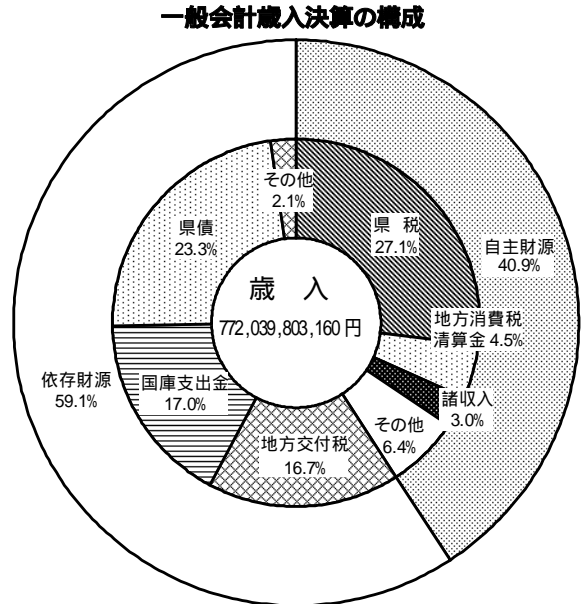 一般会計歳入決算の構成
その他
2.1%
県債
23.3%
県 税
27.1%
自主財源
40.9%
歳 入
772,039,803,160 円
地方消費税
清算金 4.5%
諸収入
3.0%
依存財源
59.1%
国庫支出金
17.0%
その他
6.4%
地方交付税
16.7%